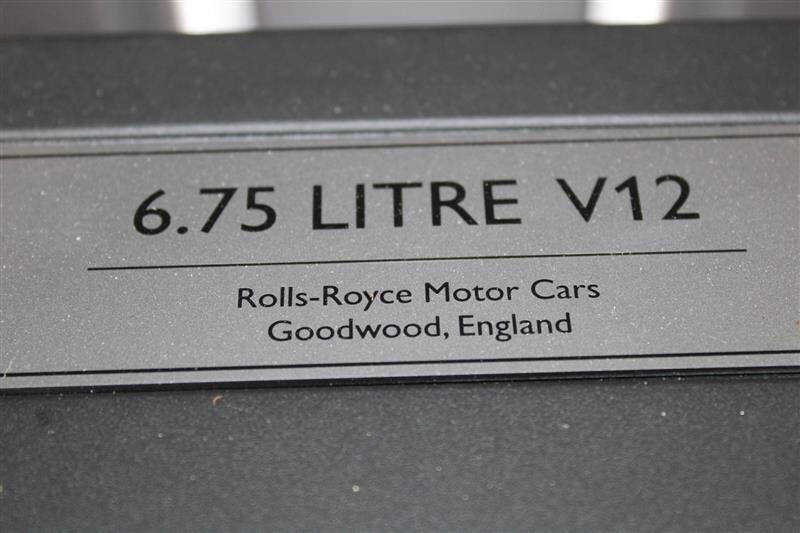 6.75 LITRE V12
Rolls-Royce Motor Cars
Goodwood, England